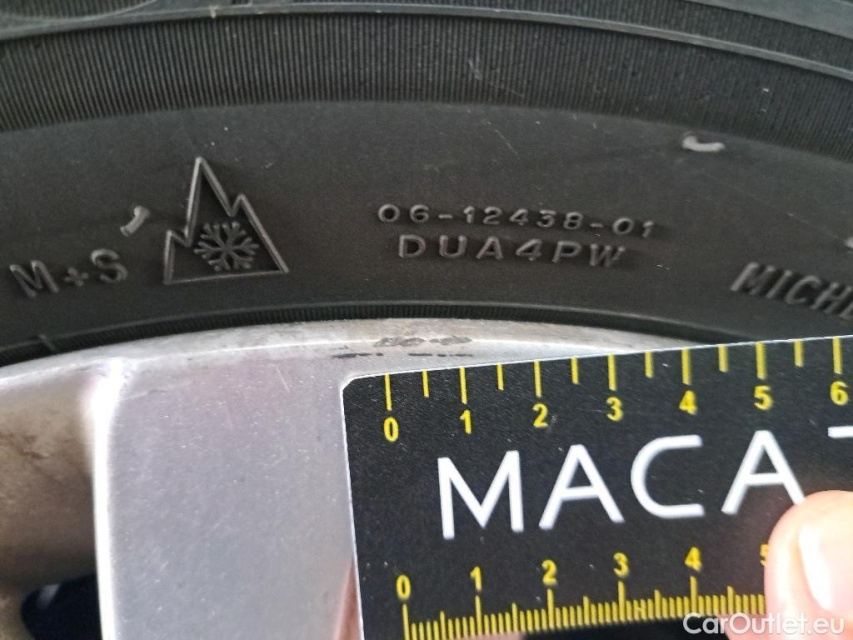 06-12438-01
DUA4PW
M+S
MICHE
0 1 2 3 4 5 6
MACA
0 1 2 3 4
CarOutlet.eu